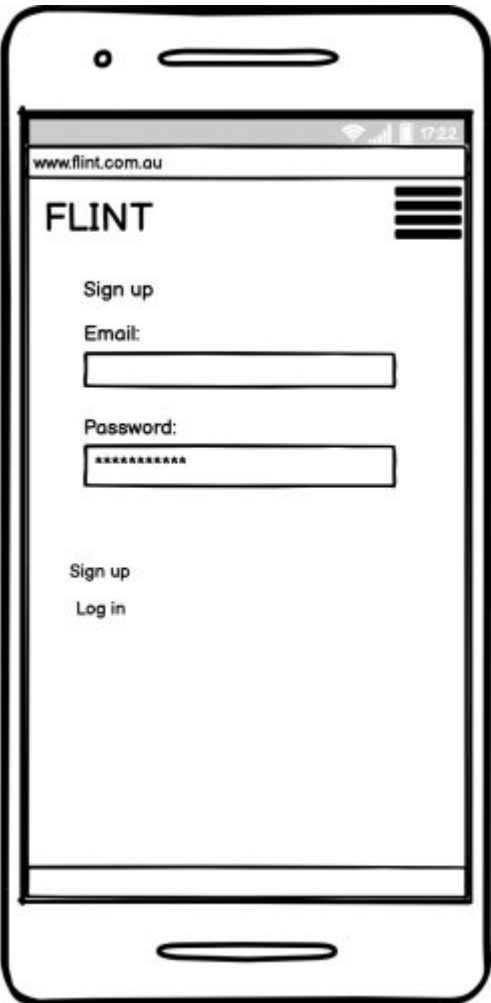 17:22
www.flint.com.au
FLINT
Sign up
Email:
Password:
***********
Sign up
Log in